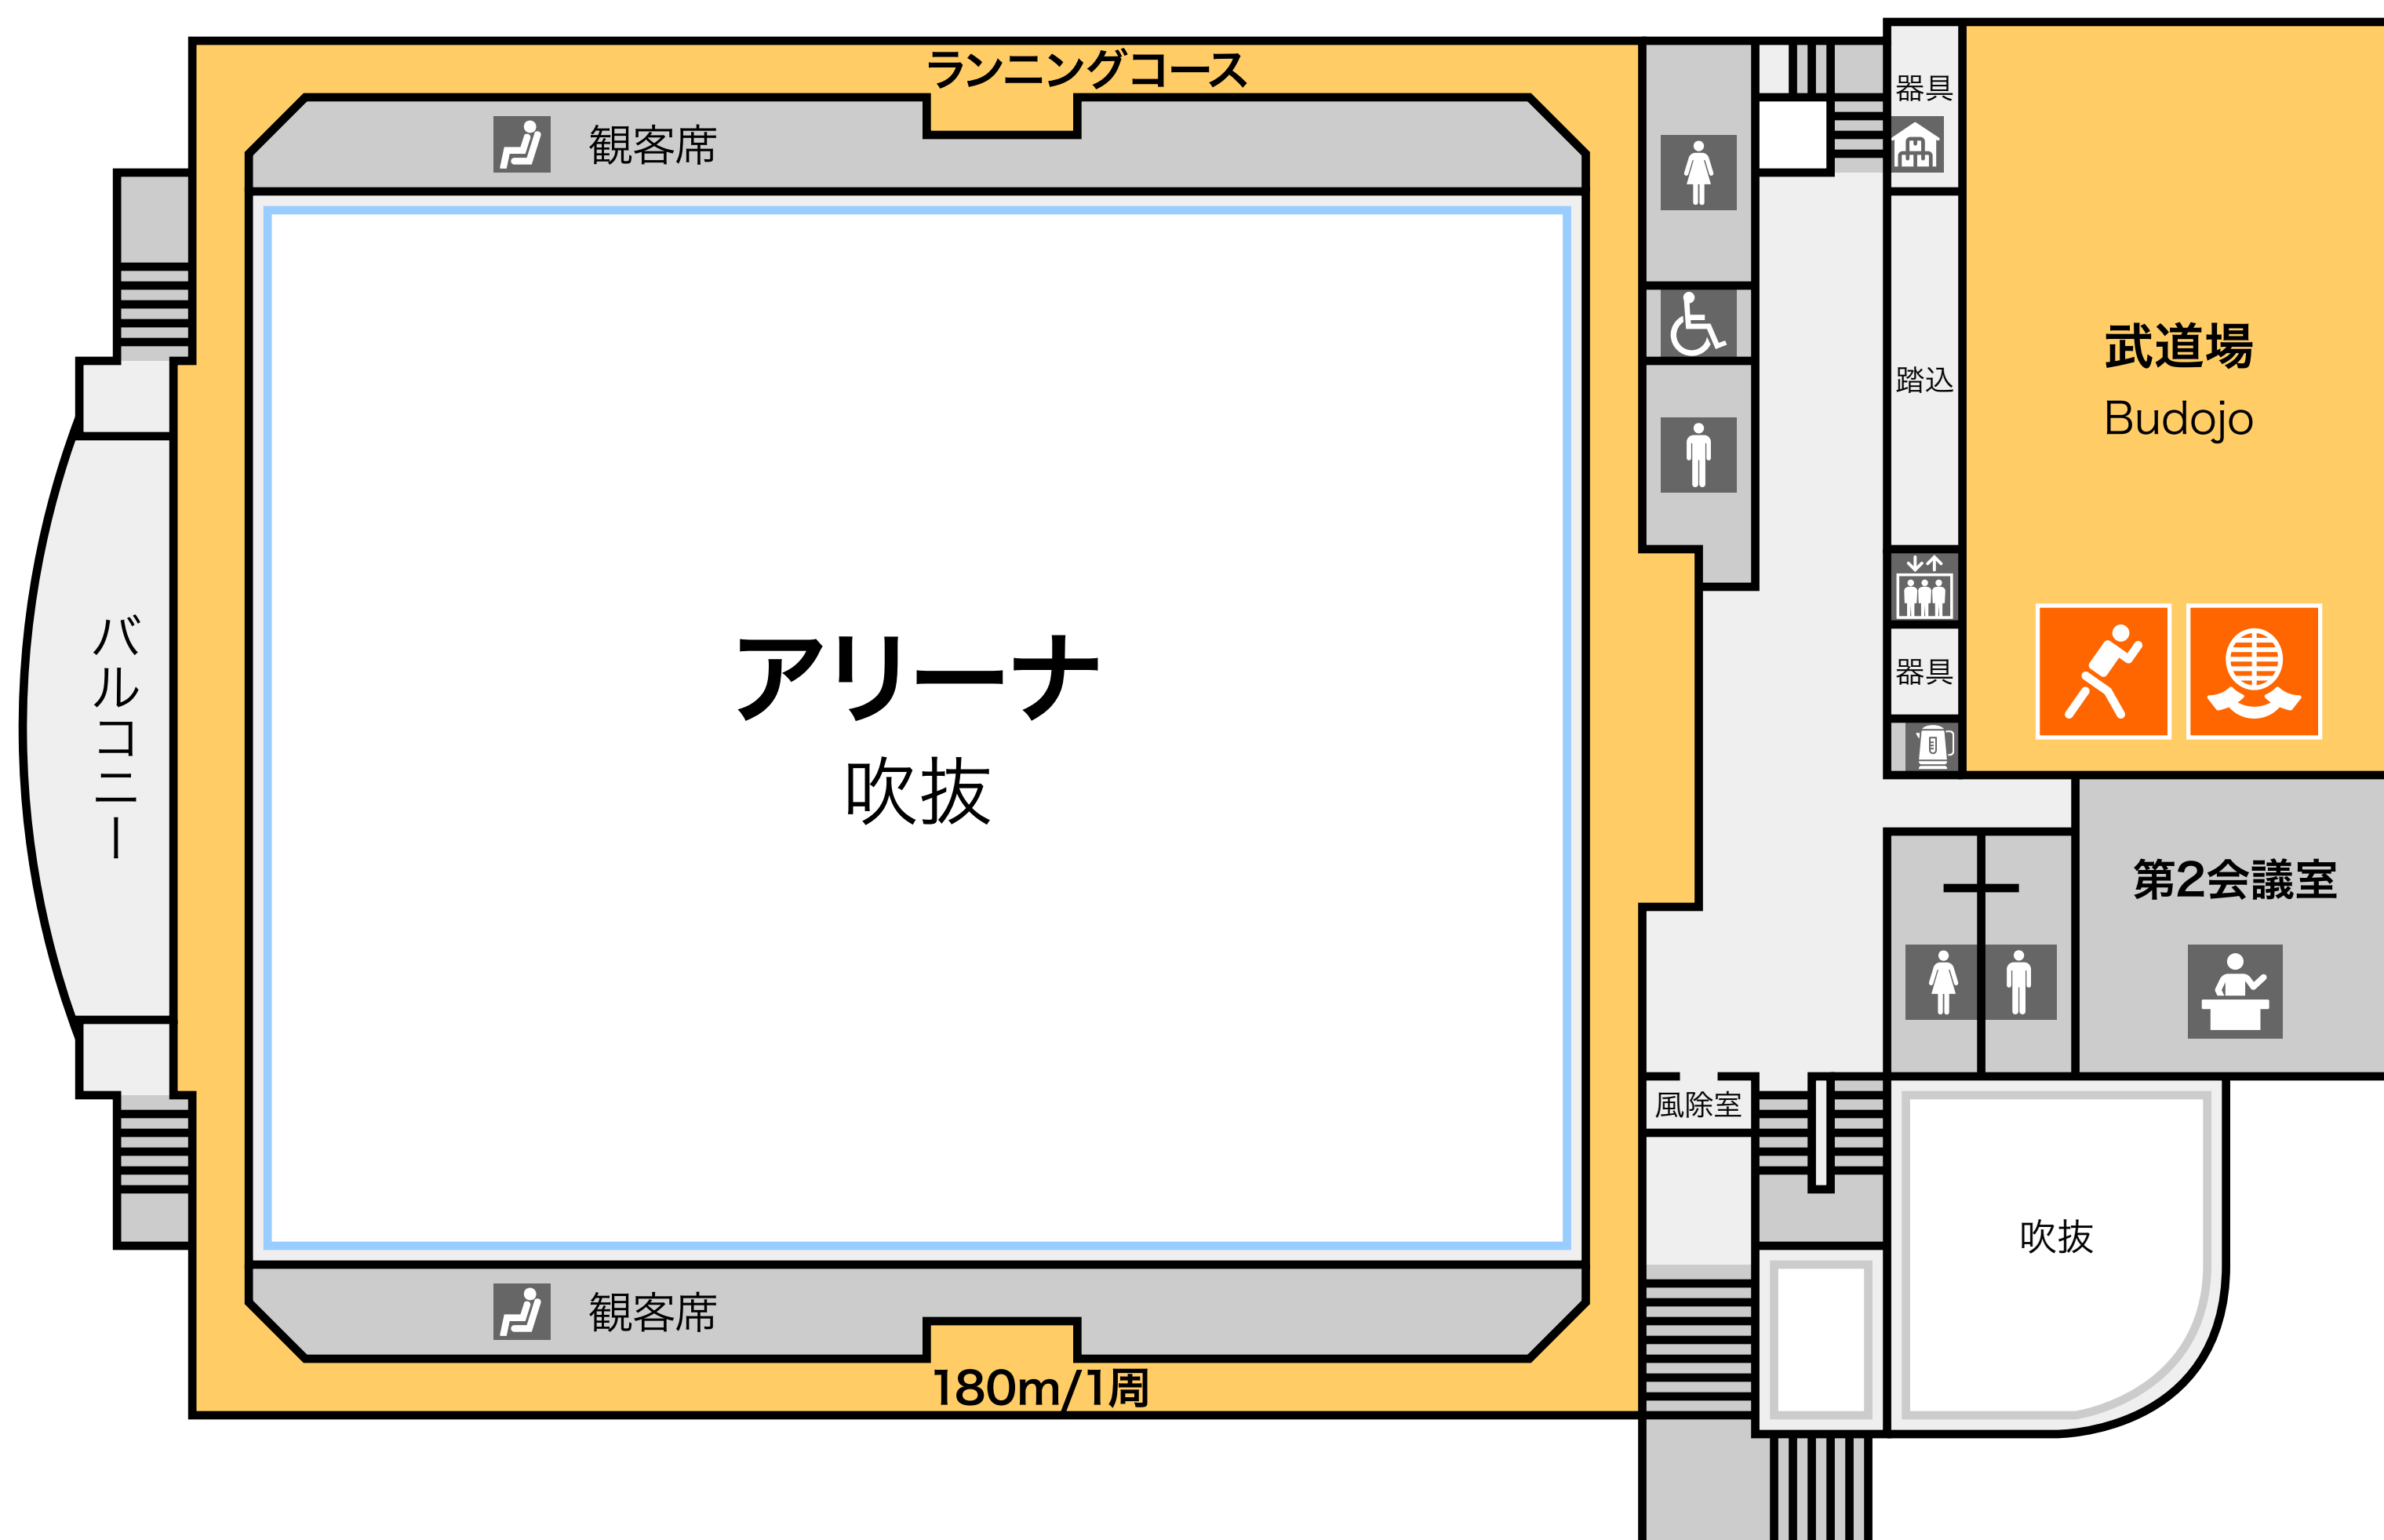 ランニングコース
観客席
器具
踏込
武道場
Budojo
バルコニー
アリーナ
吹抜
器具
第2会議室
風除室
吹抜
観客席
180m/1周